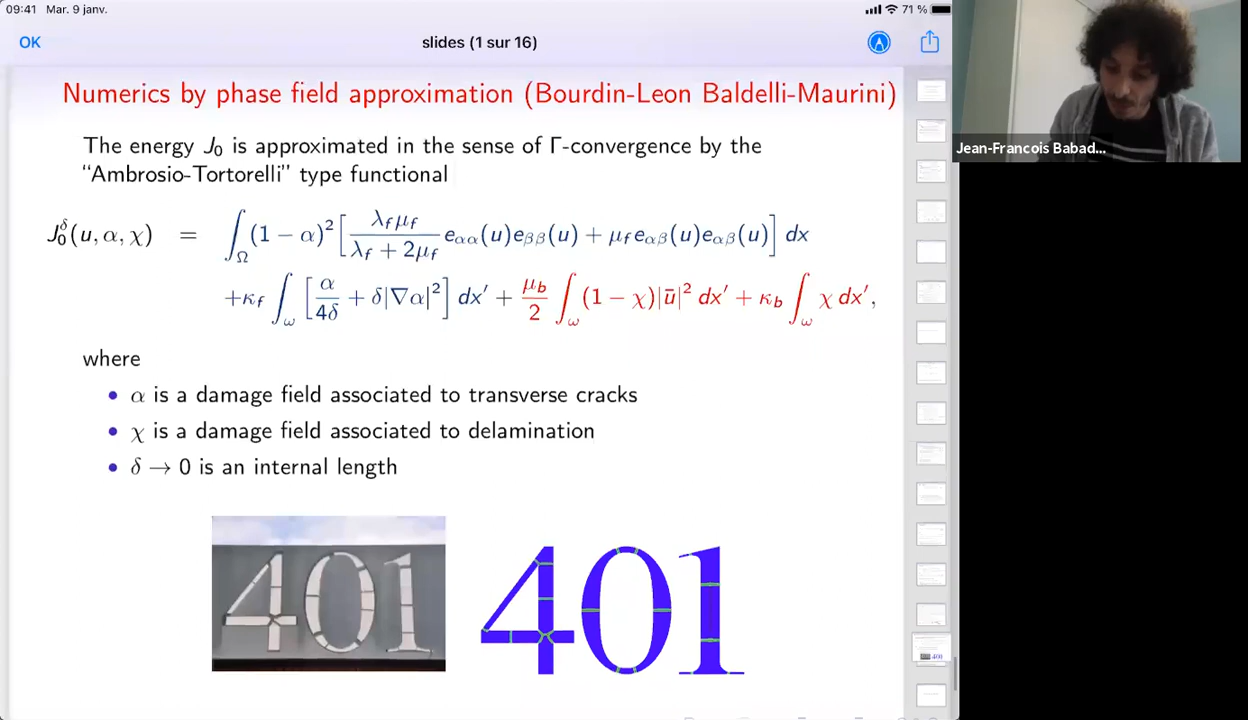 09:41 Mar. 9 janv.
71 %
OK
slides (1 sur 16)
Numerics by phase field approximation (Bourdin-Leon Baldelli-Maurini)
The energy J₀ is approximated in the sense of Γ-convergence by the
“Ambrosio-Tortorelli” type functional
J₀^δ(u, α, χ) = ∫_Ω (1 − α)² [ λ_f μ_f / (λ_f + 2μ_f) e_αα(u)e_ββ(u) + μ_f e_αβ(u)e_αβ(u) ] dx
+κ_f ∫_ω [ α/4δ + δ|∇α|² ] dx′ + μ_b/2 ∫_ω (1 − χ)|ū|² dx′ + κ_b ∫_ω χ dx′,
where
• α is a damage field associated to transverse cracks
• χ is a damage field associated to delamination
• δ → 0 is an internal length
401
401
Jean-Francois Babad...